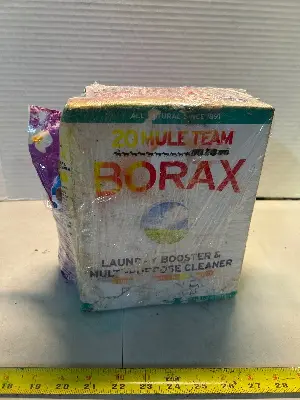 ALL NATURAL SINCE 1891
20 MULE TEAM
BORAX
LAUNDRY BOOSTER &
MULTI-PURPOSE CLEANER
18 19 20 21 22 23 24 25 26 27 28